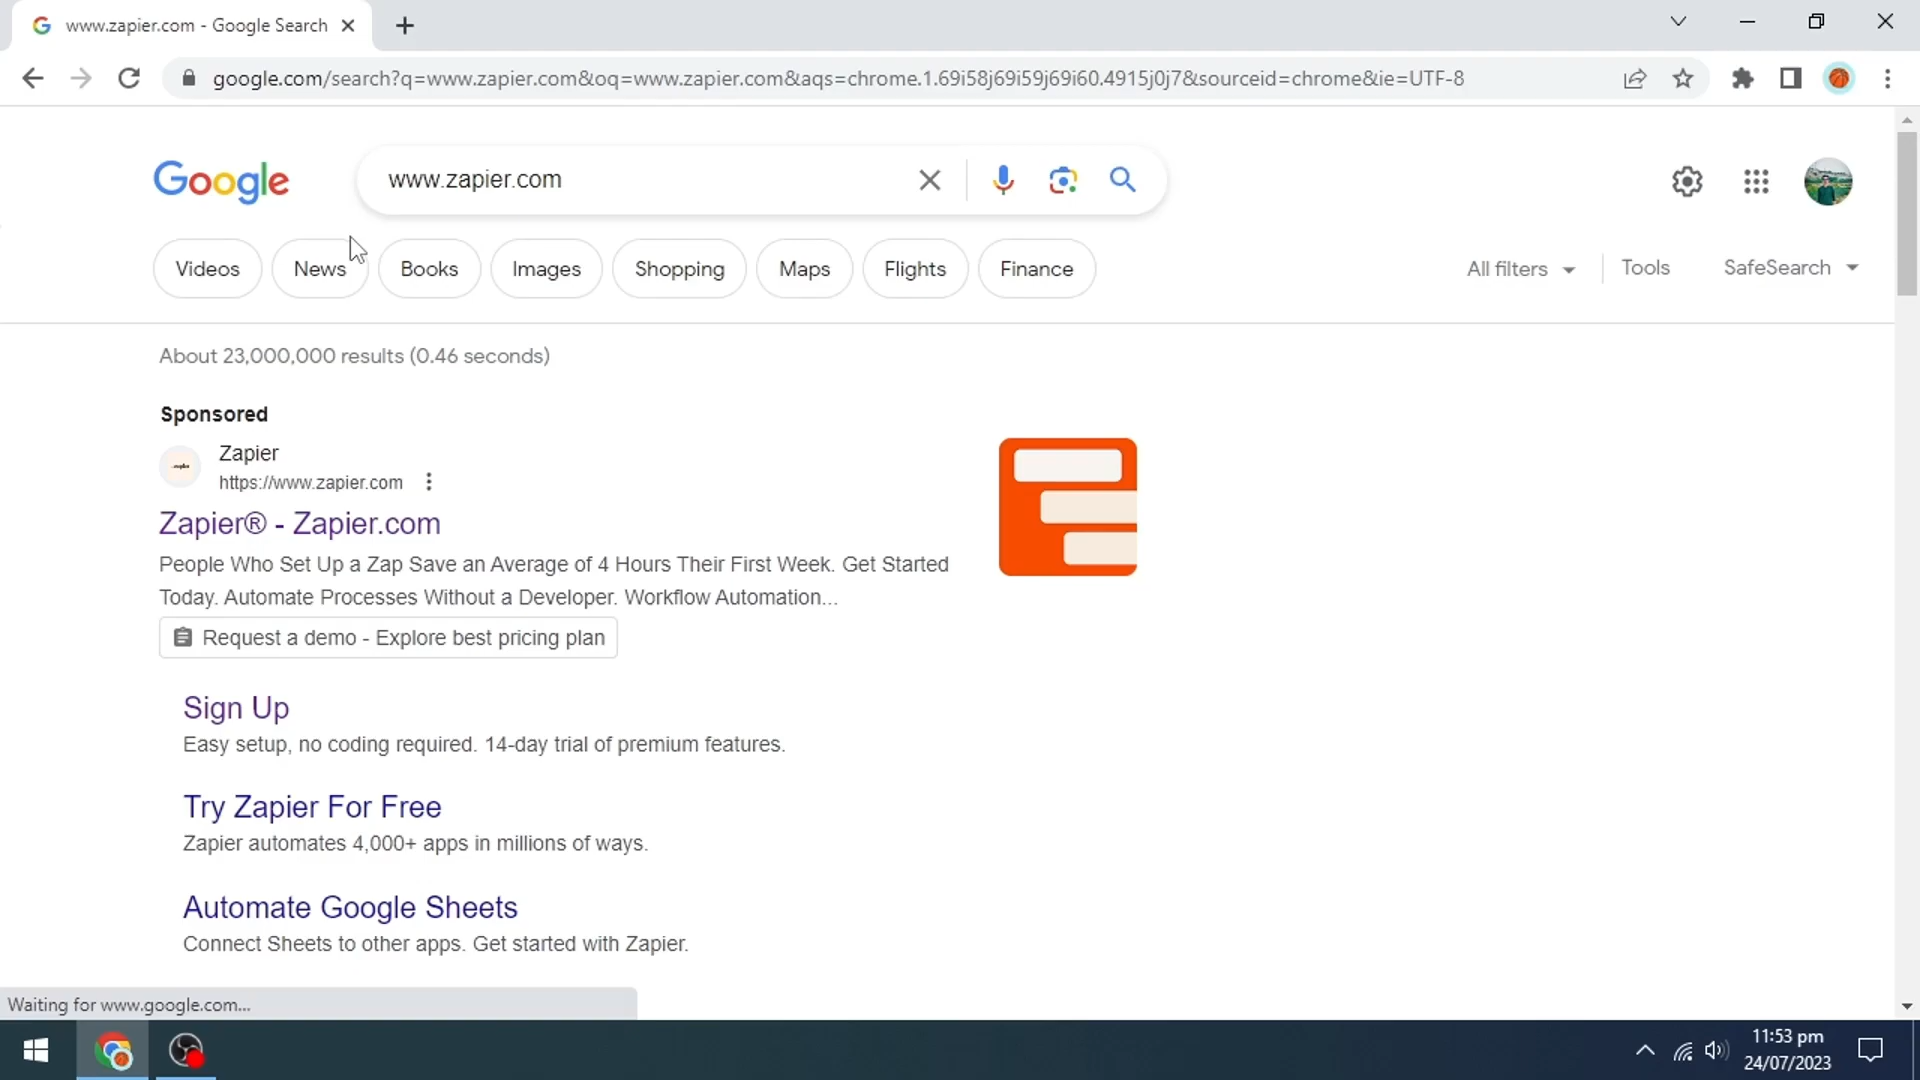 www.zapier.com - Google Search
google.com/search?q=www.zapier.com&oq=www.zapier.com&aqs=chrome.1.69i58j69i59j69i60.4915j0j7&sourceid=chrome&ie=UTF-8
Google
www.zapier.com
Videos
News
Books
Images
Shopping
Maps
Flights
Finance
All filters
Tools
SafeSearch
About 23,000,000 results (0.46 seconds)
Sponsored
Zapier
https://www.zapier.com
Zapier® - Zapier.com
People Who Set Up a Zap Save an Average of 4 Hours Their First Week. Get Started
Today. Automate Processes Without a Developer. Workflow Automation...
Request a demo - Explore best pricing plan
Sign Up
Easy setup, no coding required. 14-day trial of premium features.
Try Zapier For Free
Zapier automates 4,000+ apps in millions of ways.
Automate Google Sheets
Connect Sheets to other apps. Get started with Zapier.
Waiting for www.google.com...
11:53 pm
24/07/2023